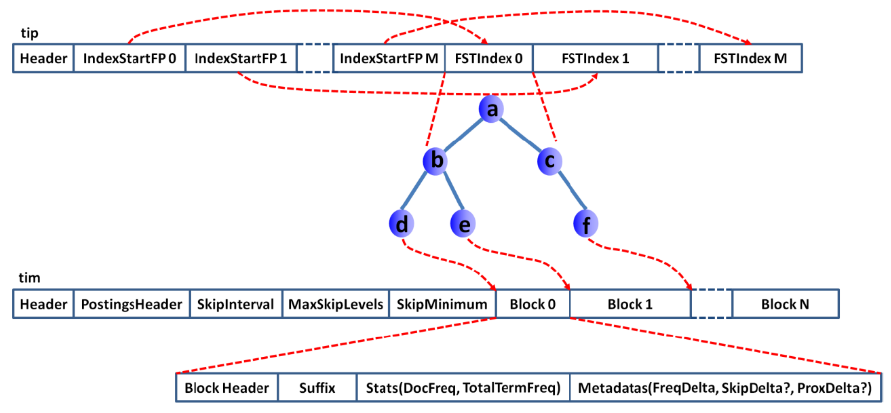 tip
Header IndexStartFP 0 IndexStartFP 1 IndexStartFP M FSTIndex 0 FSTIndex 1 FSTIndex M
a
b c
d e f
tim
Header PostingsHeader SkipInterval MaxSkipLevels SkipMinimum Block 0 Block 1 Block N
Block Header Suffix Stats(DocFreq, TotalTermFreq) Metadatas(FreqDelta, SkipDelta?, ProxDelta?)